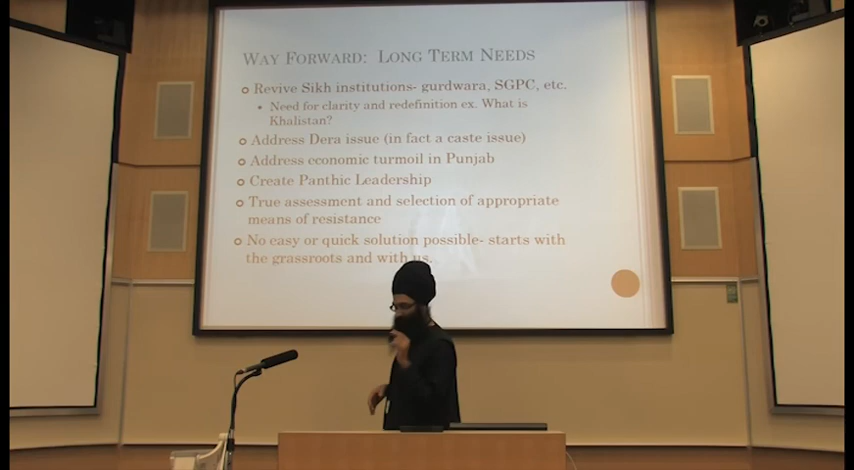 WAY FORWARD: LONG TERM NEEDS
Revive Sikh institutions- gurdwara, SGPC, etc.
Need for clarity and redefinition ex. What is
Khalistan?
Address Dera issue (in fact a caste issue)
Address economic turmoil in Punjab
Create Panthic Leadership
True assessment and selection of appropriate
means of resistance
No easy or quick solution possible- starts with
the grassroots and with us.